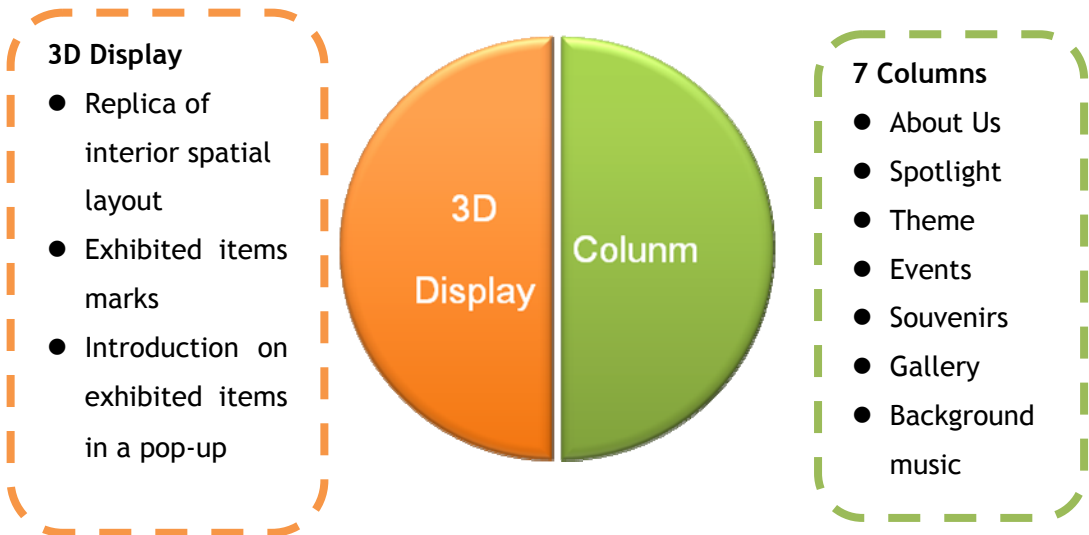 3D Display
● Replica of
interior spatial
layout
● Exhibited items
marks
● Introduction on
exhibited items
in a pop-up
3D
Display
Colunm
7 Columns
● About Us
● Spotlight
● Theme
● Events
● Souvenirs
● Gallery
● Background
music